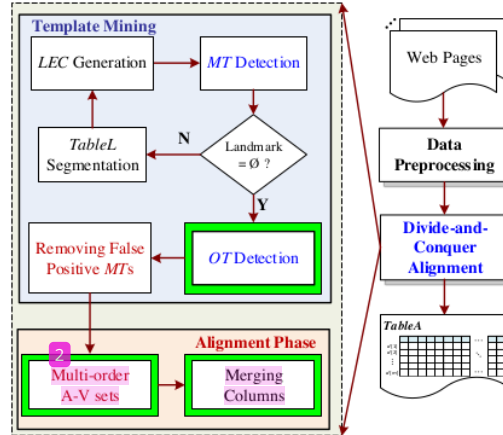 Template Mining
LEC Generation
MT Detection
TableL
Segmentation
N
Landmark
= Ø ?
Y
Removing False
Positive MTs
OT Detection
Alignment Phase
2
Multi-order
A-V sets
Merging
Columns
Web Pages
Data
Preprocessing
Divide-and-
Conquer
Alignment
TableA